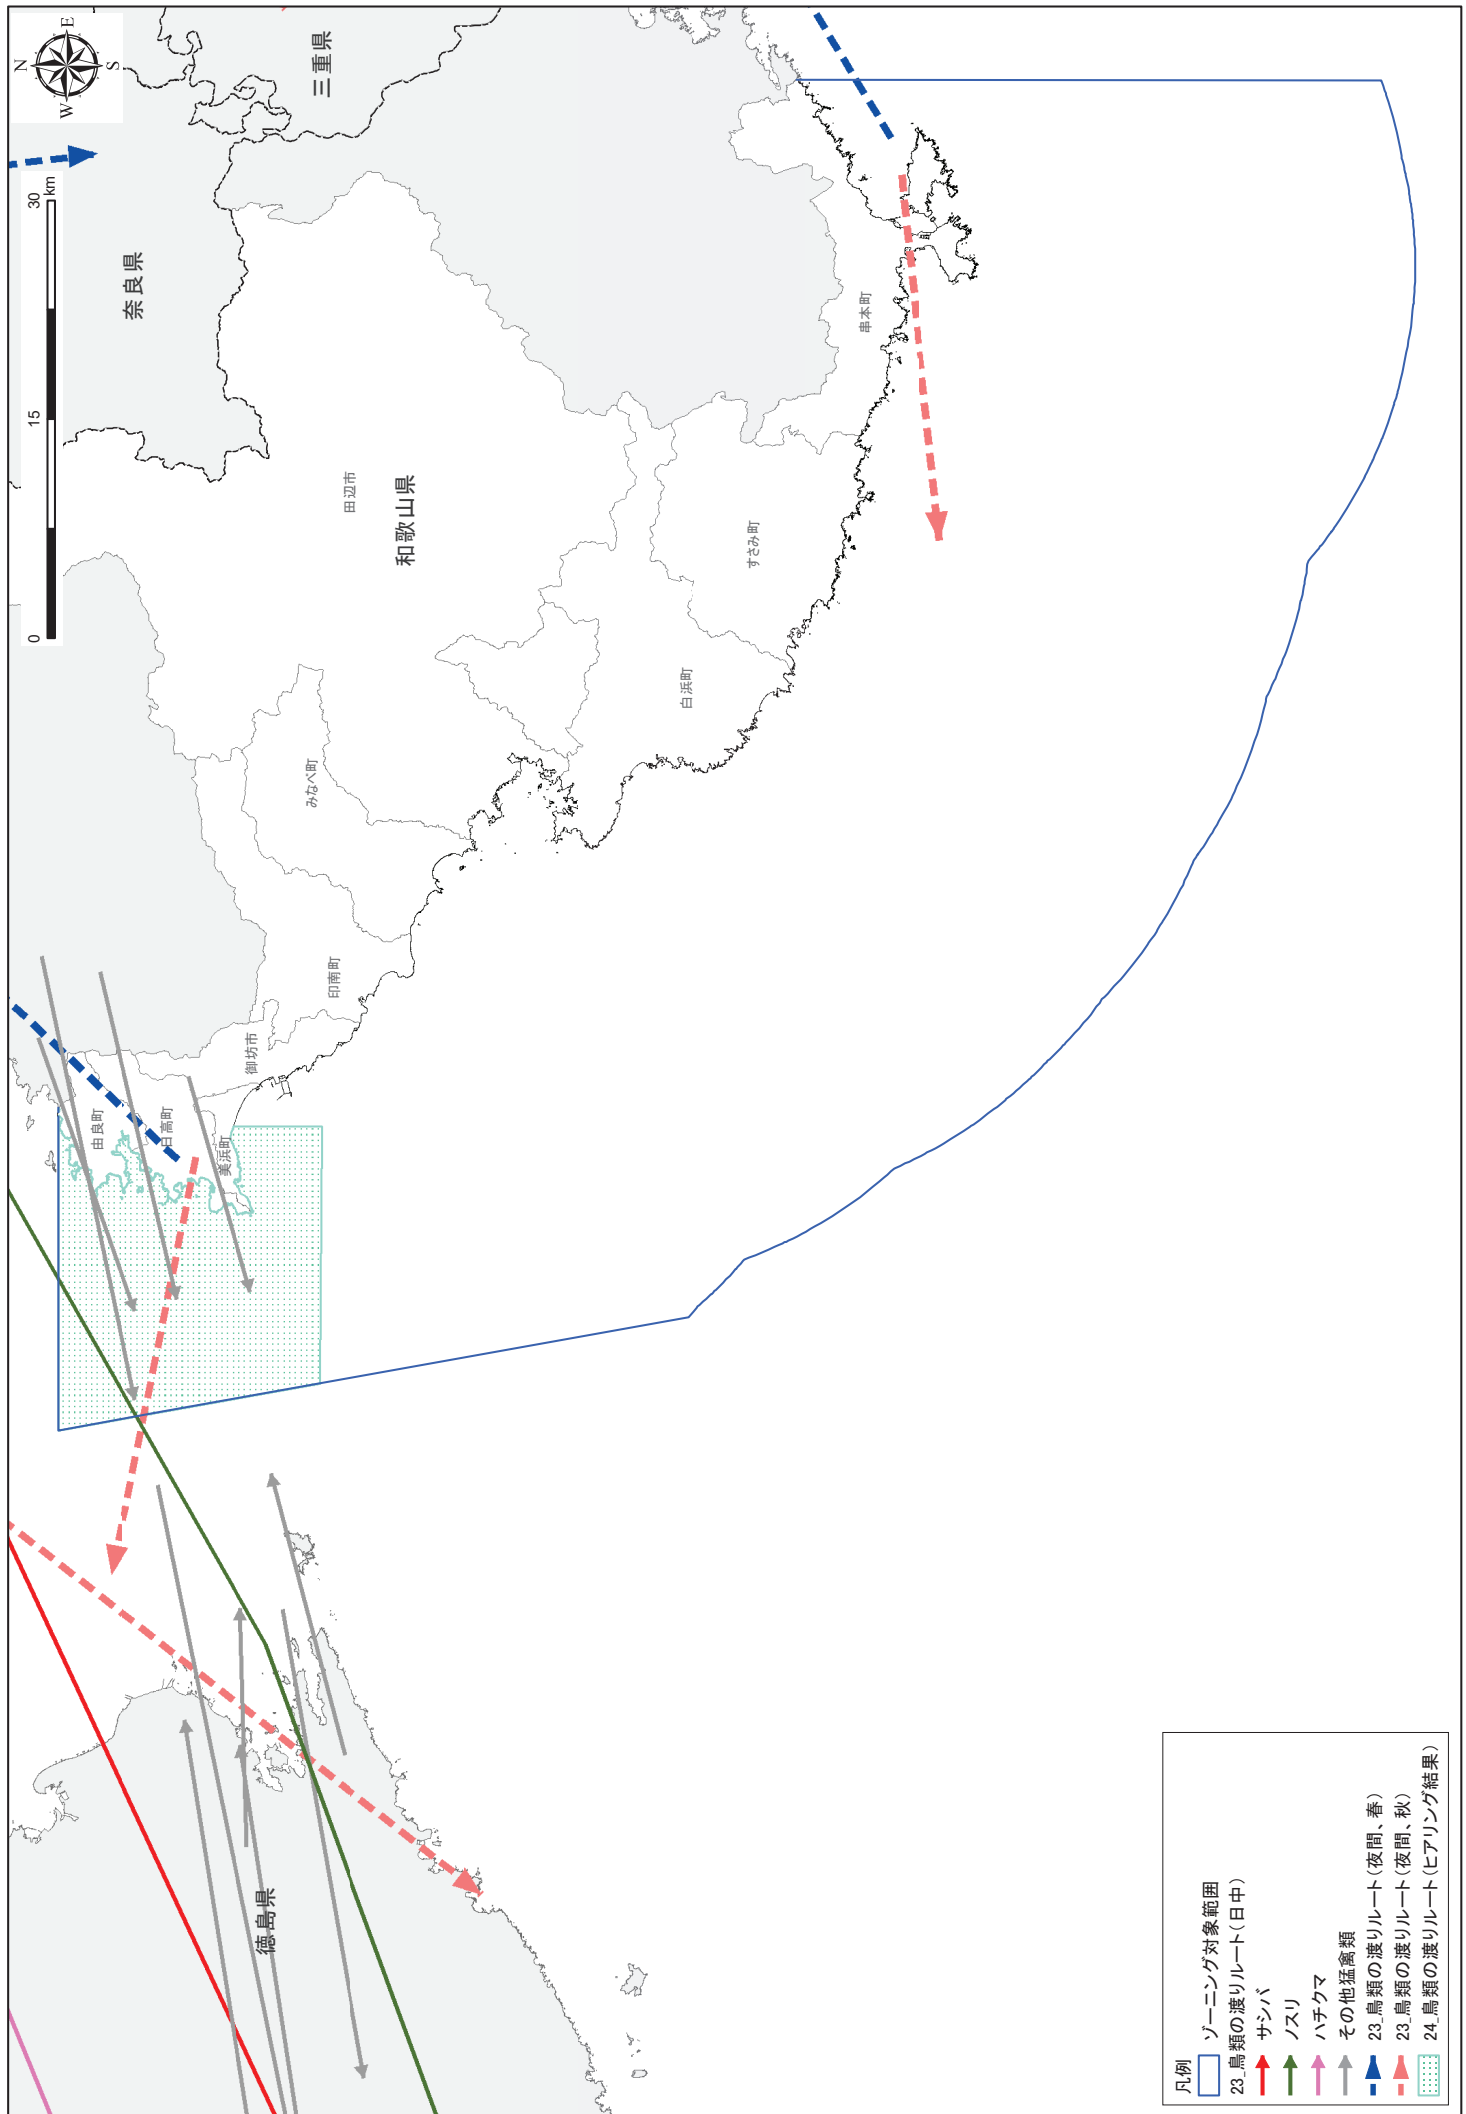 N
E
S
W
0
15
30
km
三重県
奈良県
和歌山県
田辺市
串本町
すさみ町
白浜町
みなべ町
印南町
御坊市
由良町
日高町
美浜町
徳島県
凡例
ゾーニング対象範囲
23_鳥類の渡りルート(日中)
サシバ
ノスリ
ハチクマ
その他猛禽類
23_鳥類の渡りルート(夜間、春)
23_鳥類の渡りルート(夜間、秋)
24_鳥類の渡りルート(ヒアリング結果)